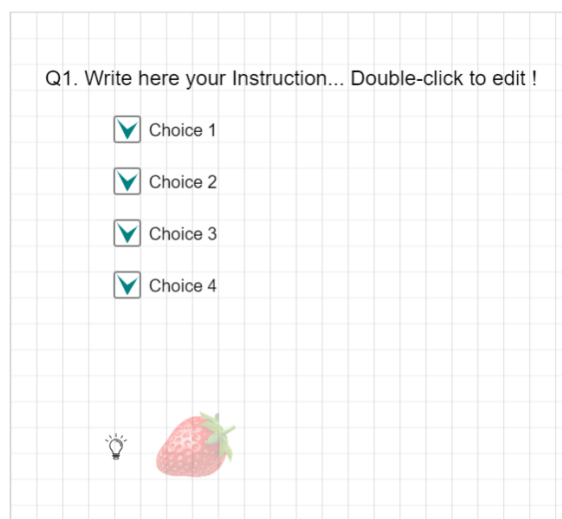 Q1. Write here your Instruction... Double-click to edit !
Choice 1
Choice 2
Choice 3
Choice 4